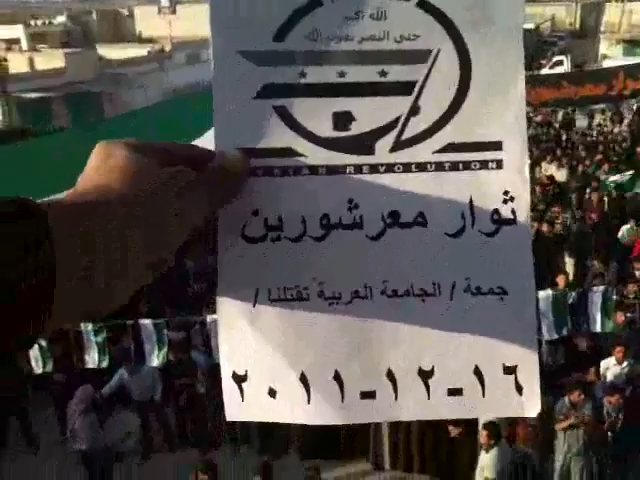 الله أكبر
حتى النصر بعون الله
SYRIAN REVOLUTION
ثوار معرشورين
جمعة / الجامعة العربية تقتلنا /
٢٠١١-١٢-١٦